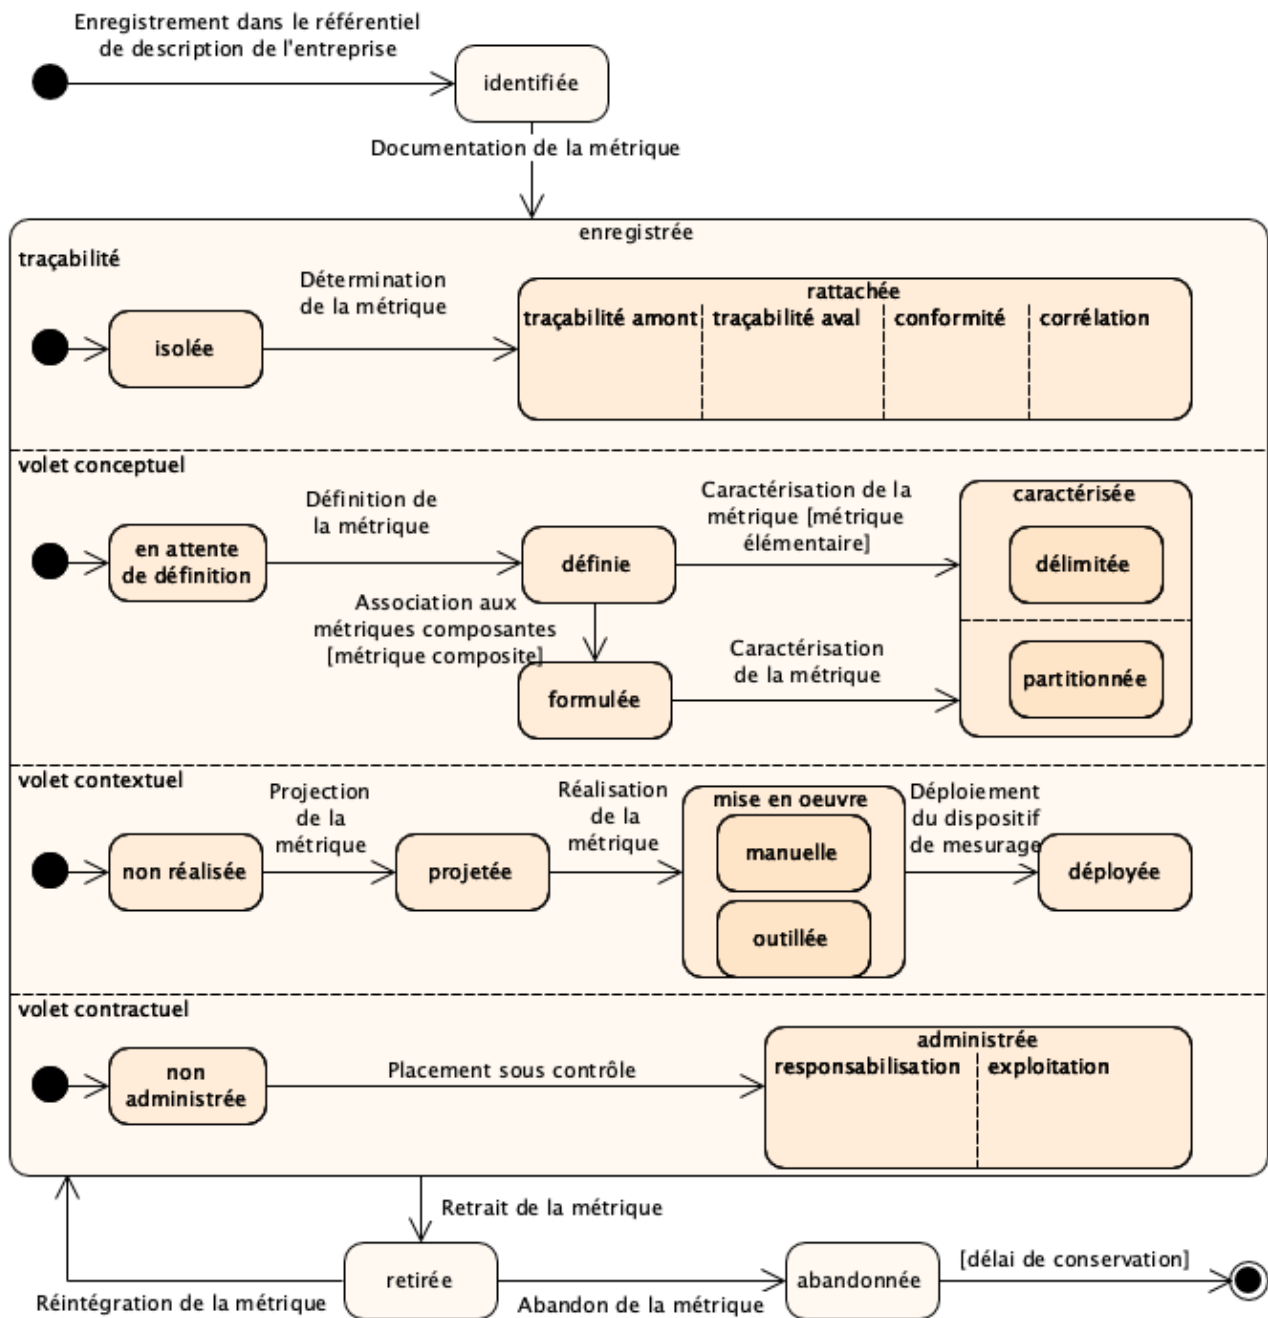 Enregistrement dans le référentiel
de description de l'entreprise
identifiée
Documentation de la métrique
enregistrée
traçabilité
Détermination
de la métrique
isolée
rattachée
traçabilité amont
traçabilité aval
conformité
corrélation
volet conceptuel
Définition de
la métrique
en attente
de définition
définie
Caractérisation de la
métrique [métrique
élémentaire]
caractérisée
délimitée
Association aux
métriques composantes
[métrique composite]
formulée
Caractérisation
de la métrique
partitionnée
volet contextuel
Projection
de la
métrique
non réalisée
projetée
Réalisation
de la
métrique
mise en oeuvre
manuelle
outillée
Déploiement
du dispositif
de mesurage
déployée
volet contractuel
non
administrée
Placement sous contrôle
administrée
responsabilisation
exploitation
Retrait de la métrique
retirée
Réintégration de la métrique
Abandon de la métrique
abandonnée
[délai de conservation]